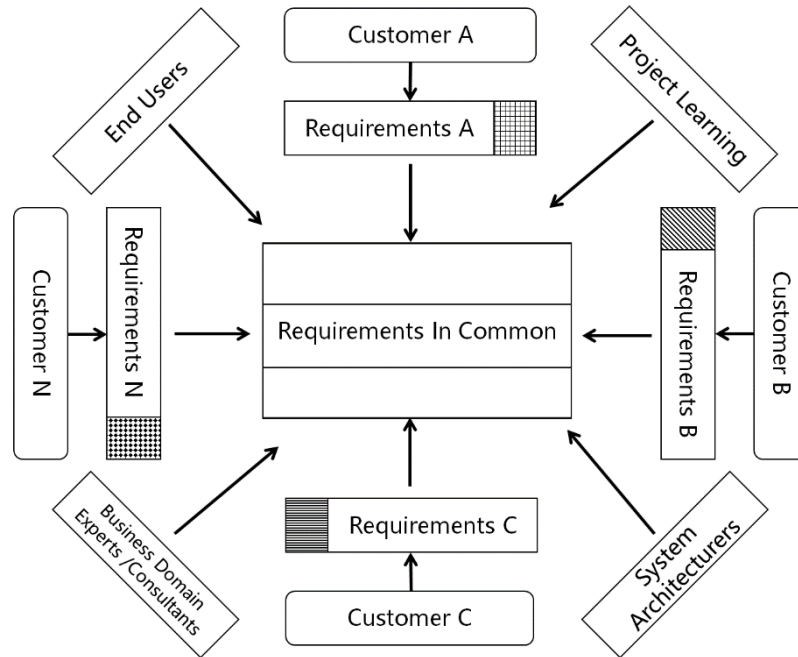 Customer A
End Users
Project Learning
Requirements A
Customer N
Requirements N
Requirements In Common
Requirements B
Customer B
Business Domain
Experts /Consultants
Requirements C
System
Architecturers
Customer C